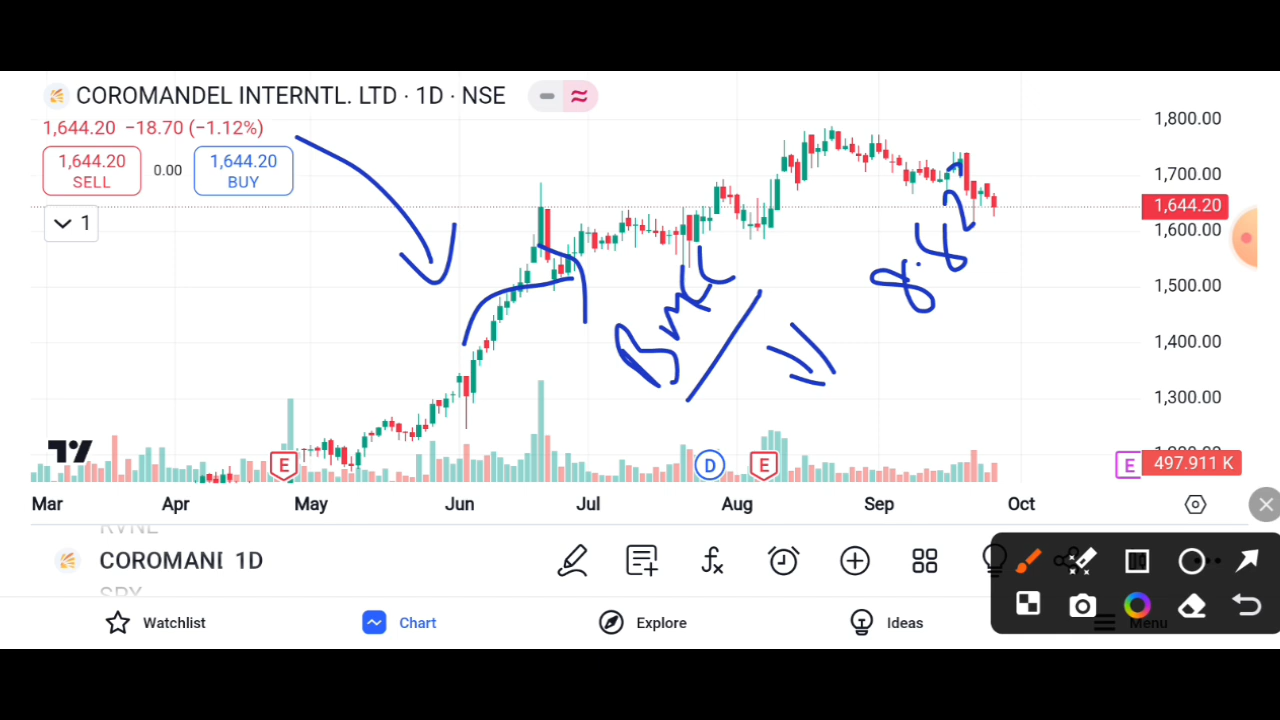 COROMANDEL INTERNTL. LTD · 1D · NSE
1,644.20 −18.70 (−1.12%)
1,644.20 SELL
0.00
1,644.20 BUY
1
1,800.00
1,700.00
1,644.20
1,600.00
1,500.00
1,400.00
1,300.00
E
D
E
E
497.911 K
Mar Apr May Jun Jul Aug Sep Oct
RVNL
COROMANI 1D
SPY
Watchlist Chart Explore Ideas Menu